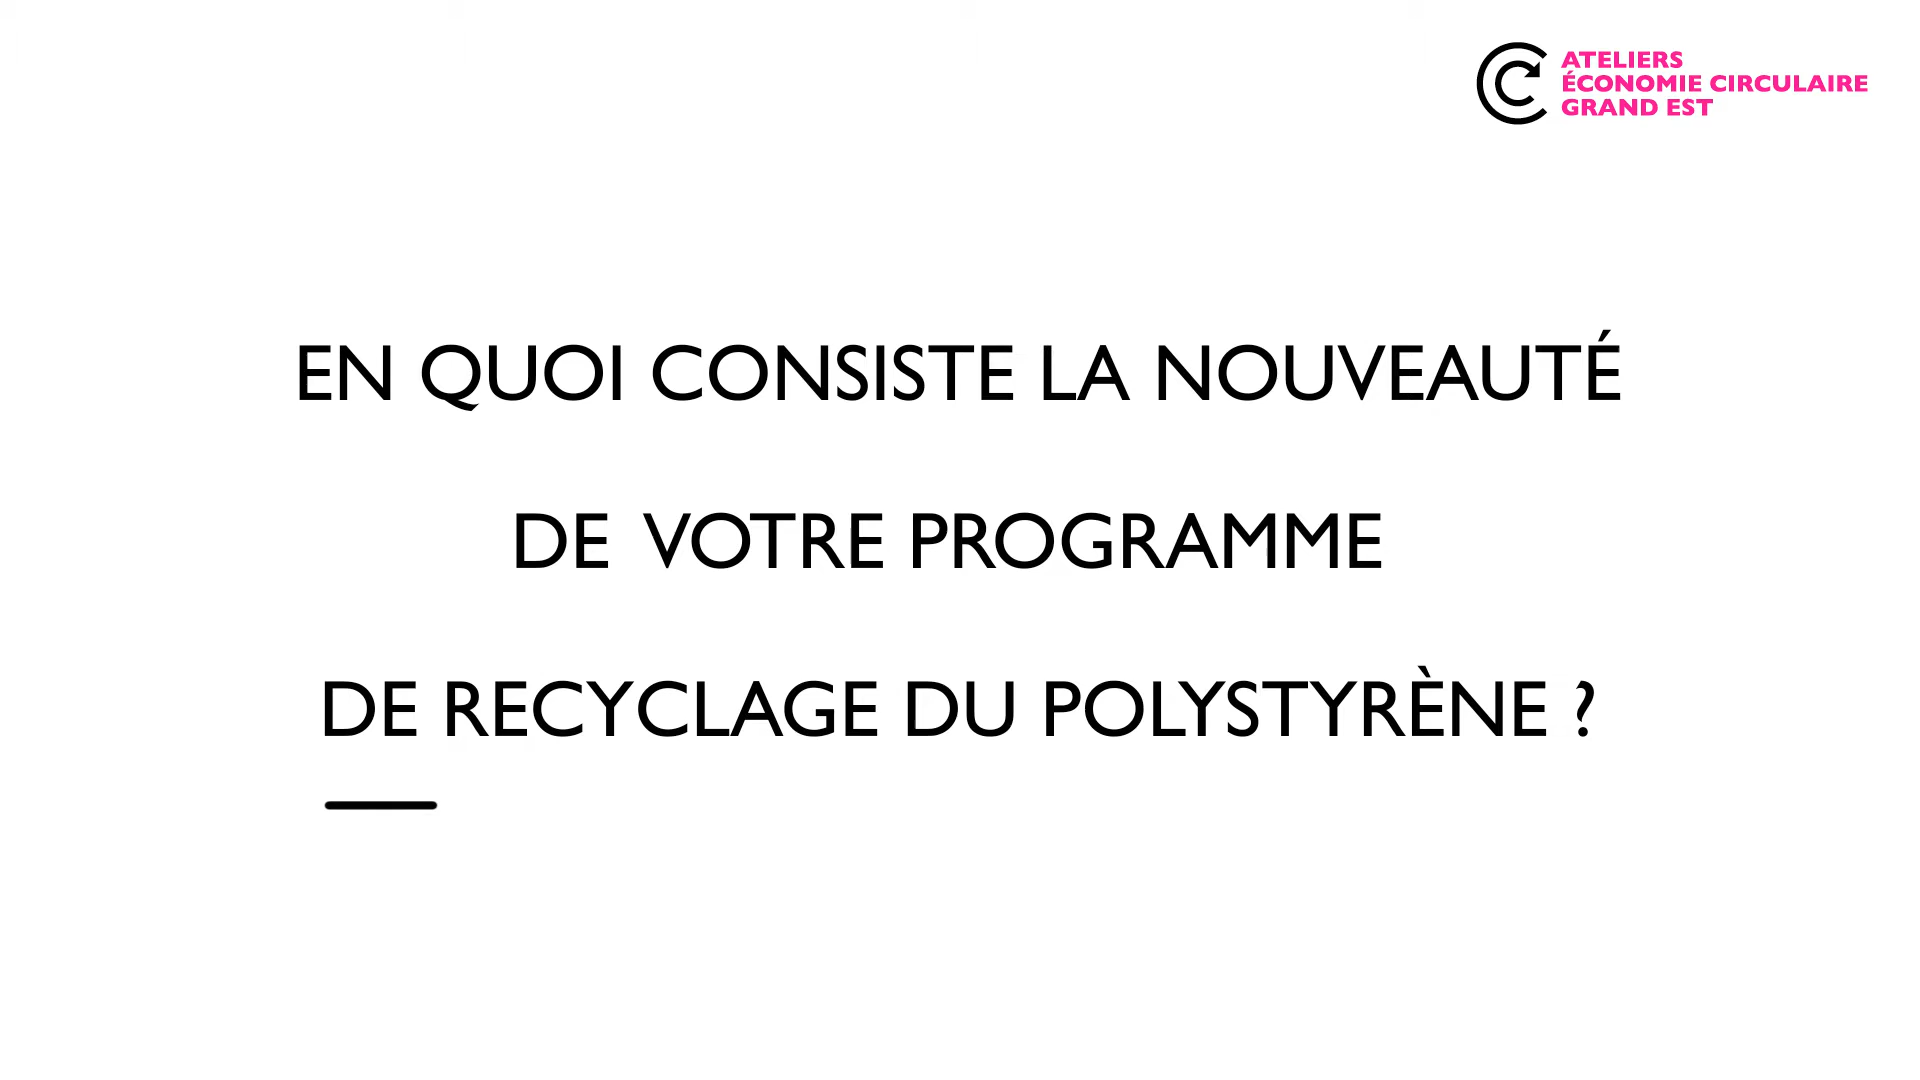 ATELIERS
ÉCONOMIE CIRCULAIRE
GRAND EST
EN QUOI CONSISTE LA NOUVEAUTÉ
DE VOTRE PROGRAMME
DE RECYCLAGE DU POLYSTYRÈNE ?